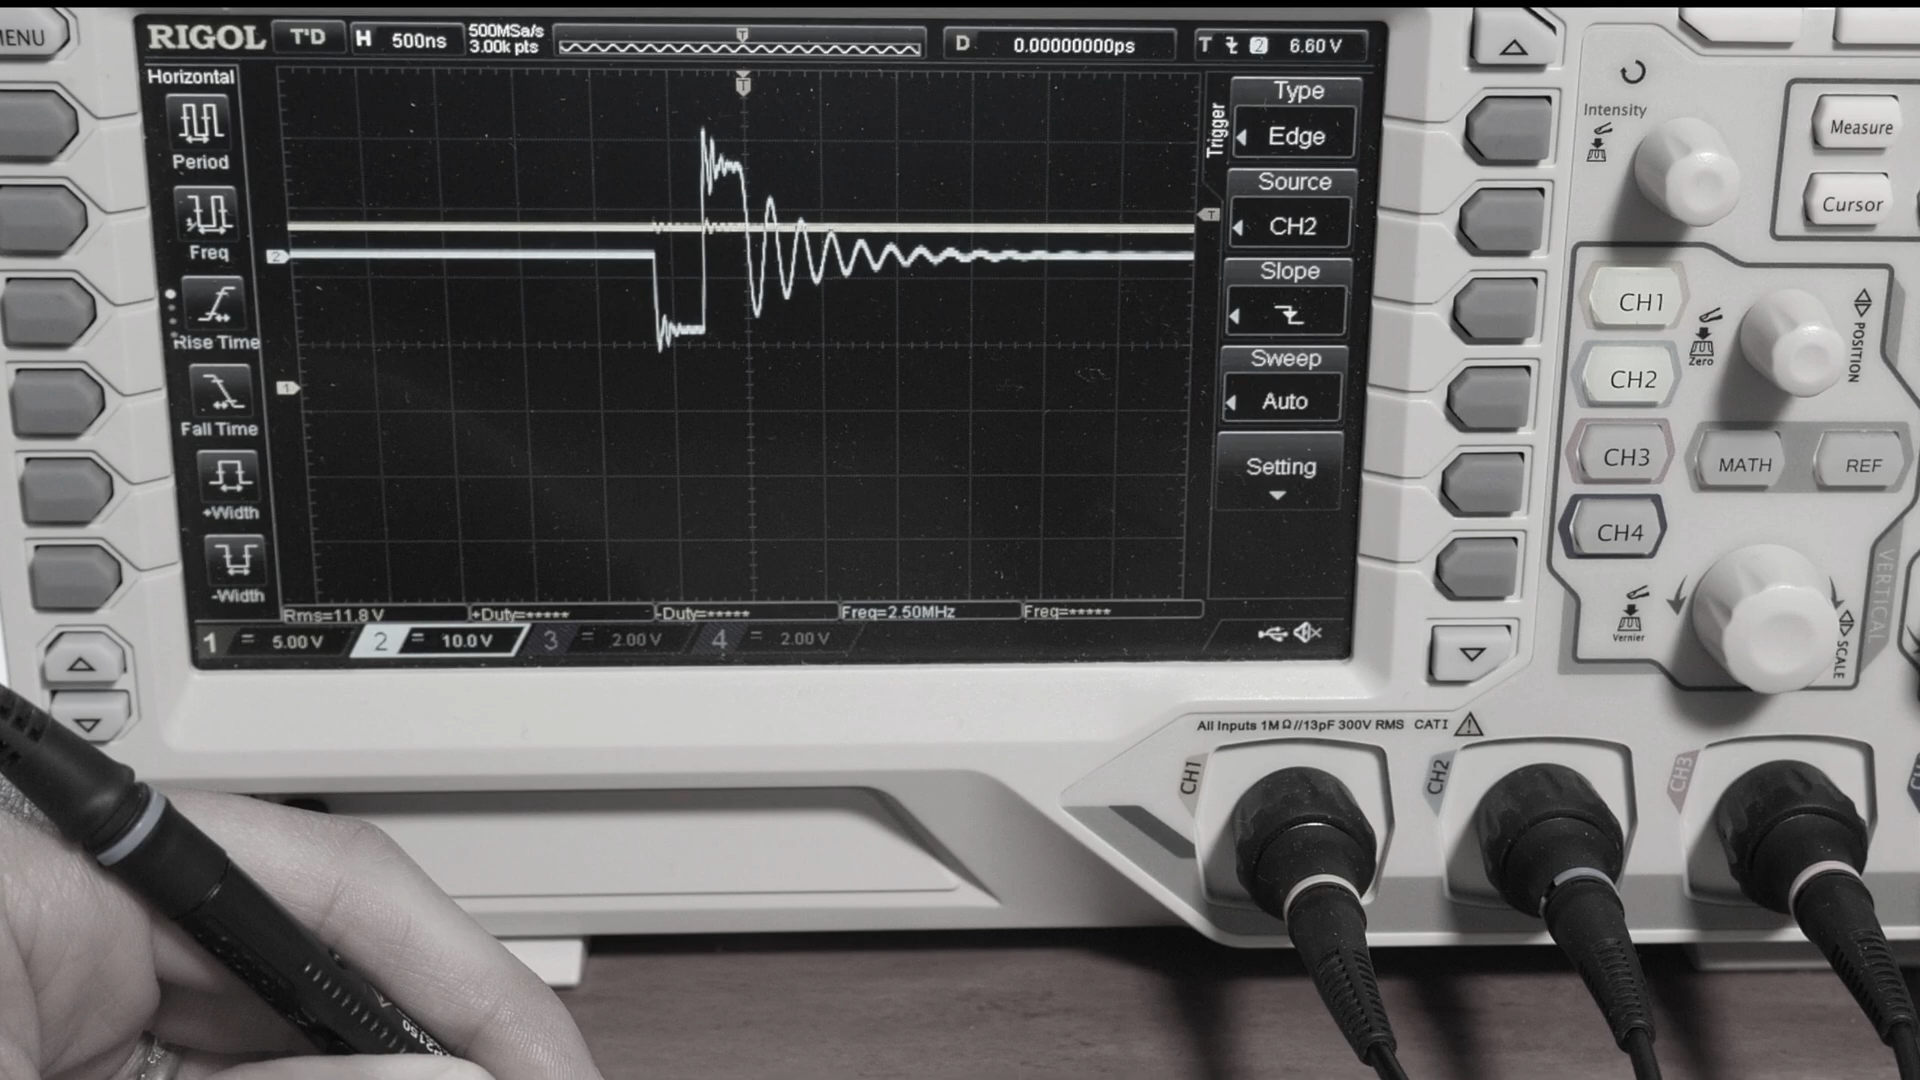 MENU
RIGOL T'D H 500ns 500MSa/s 3.00k pts D 0.00000000ps T 2 6.60 V
T
Horizontal
Period
Freq
Rise Time
Fall Time
+Width
-Width
T
T
2
1
Trigger
Type
Edge
Source
CH2
Slope
Sweep
Auto
Setting
Rms=11.8 V +Duty=***** -Duty=***** Freq=2.50MHz Freq=*****
1 = 5.00 V 2 = 10.0 V 3 = 2.00 V 4 = 2.00 V
Intensity
Measure
Cursor
CH1
CH2
CH3
CH4
Zero
POSITION
MATH
REF
VERTICAL
Vernier
SCALE
All Inputs 1MΩ//13pF 300V RMS CATI
CH1
CH2
CH3